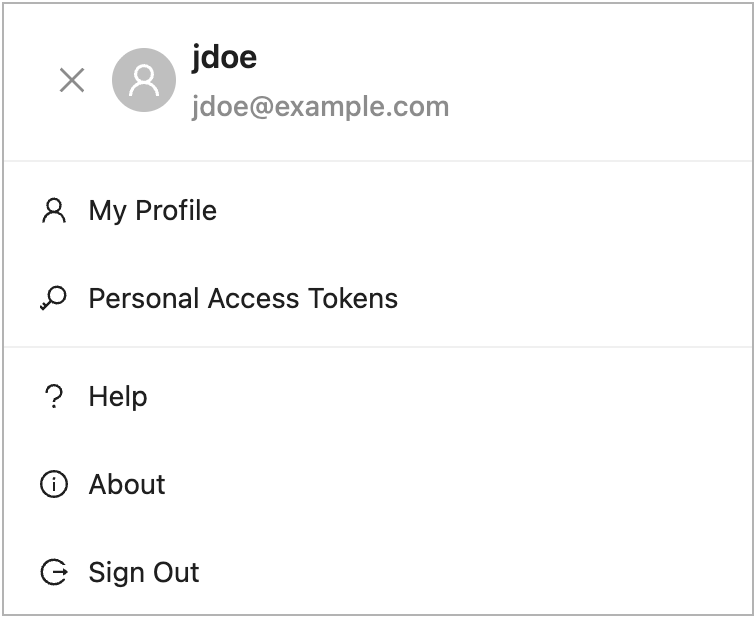 jdoe
jdoe@example.com
My Profile
Personal Access Tokens
Help
About
Sign Out